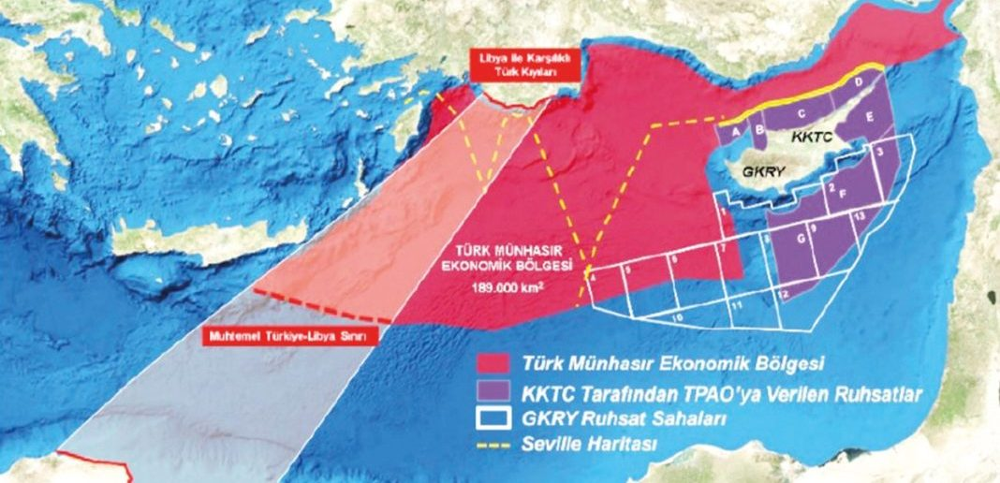 Libya ile Karşılıklı
Türk Kıyıları
D
C
A
B
E
KKTC
GKRY
3
2
F
1
13
9
8
G
7
TÜRK MÜNHASIR
EKONOMİK BÖLGESİ
189.000 km²
6
5
4
12
11
10
Muhtemel Türkiye-Libya Sınırı
Türk Münhasır Ekonomik Bölgesi
KKTC Tarafından TPAO'ya Verilen Ruhsatlar
GKRY Ruhsat Sahaları
Seville Haritası